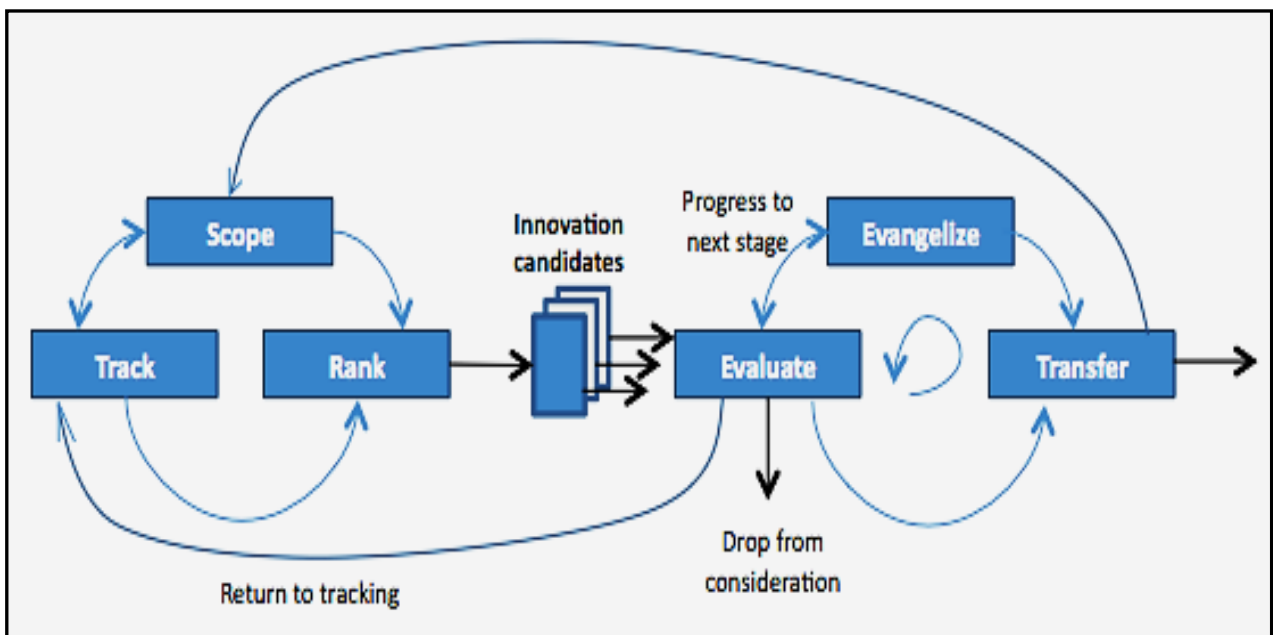 Scope
Track
Rank
Innovation
candidates
Progress to
next stage
Evangelize
Evaluate
Transfer
Drop from
consideration
Return to tracking